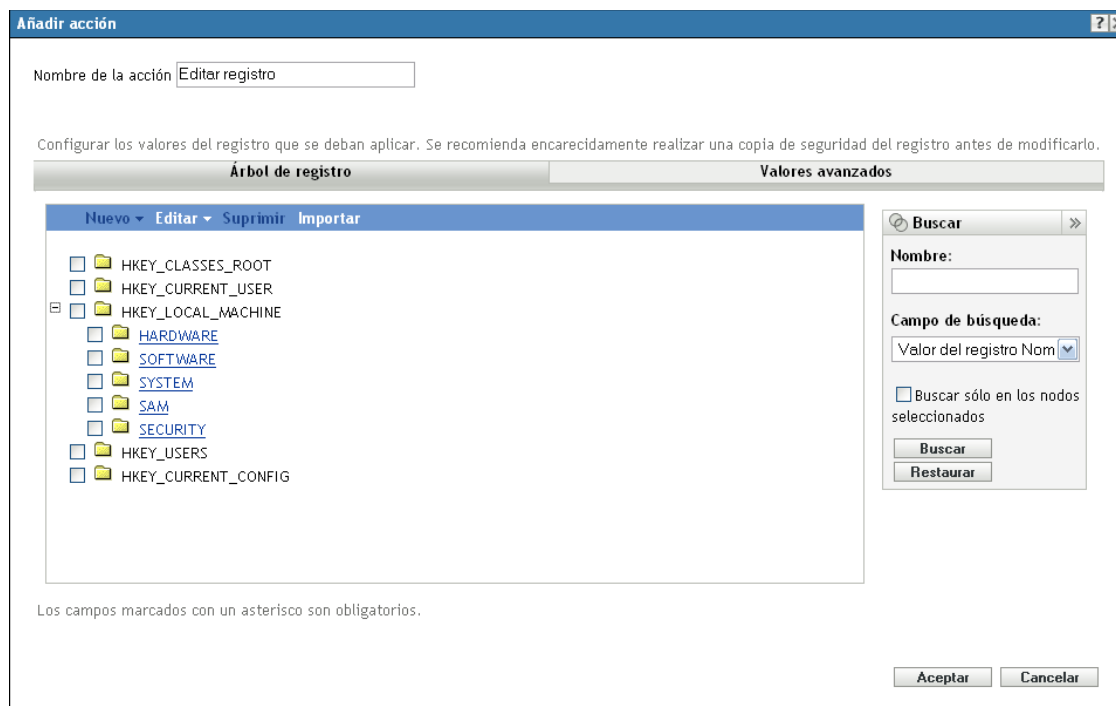 Añadir acción
Nombre de la acción Editar registro
Configurar los valores del registro que se deban aplicar. Se recomienda encarecidamente realizar una copia de seguridad del registro antes de modificarlo.
Árbol de registro Valores avanzados
Nuevo Editar Suprimir Importar
HKEY_CLASSES_ROOT
HKEY_CURRENT_USER
HKEY_LOCAL_MACHINE
HARDWARE
SOFTWARE
SYSTEM
SAM
SECURITY
HKEY_USERS
HKEY_CURRENT_CONFIG
Buscar
Nombre:
Campo de búsqueda:
Valor del registro Nom
Buscar sólo en los nodos
seleccionados
Buscar
Restaurar
Los campos marcados con un asterisco son obligatorios.
Aceptar Cancelar